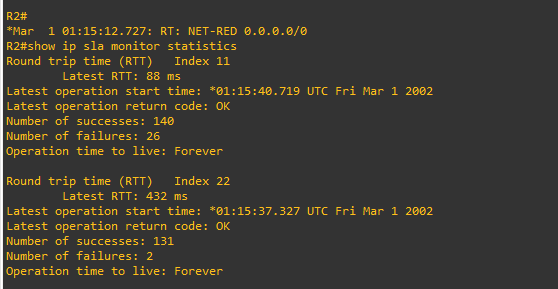 R2#
*Mar  1 01:15:12.727: RT: NET-RED 0.0.0.0/0
R2#show ip sla monitor statistics
Round trip time (RTT)   Index 11
        Latest RTT: 88 ms
Latest operation start time: *01:15:40.719 UTC Fri Mar 1 2002
Latest operation return code: OK
Number of successes: 140
Number of failures: 26
Operation time to live: Forever

Round trip time (RTT)   Index 22
        Latest RTT: 432 ms
Latest operation start time: *01:15:37.327 UTC Fri Mar 1 2002
Latest operation return code: OK
Number of successes: 131
Number of failures: 2
Operation time to live: Forever